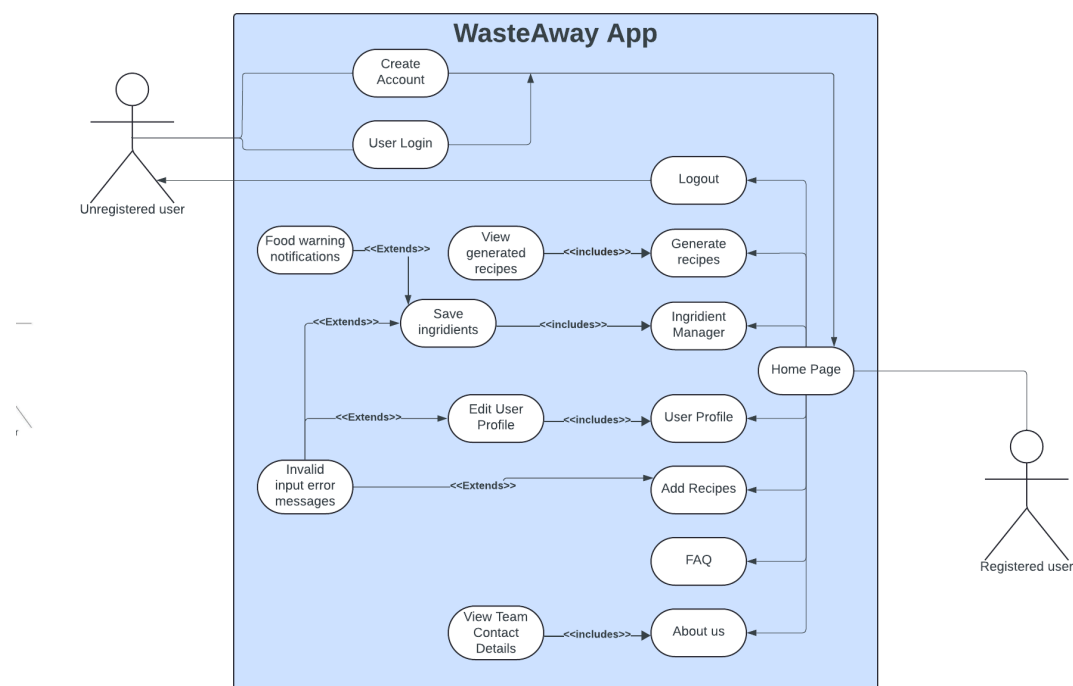 WasteAway App
Create
Account
User Login
Unregistered user
Logout
Food warning
notifications
<<Extends>>
View
generated
recipes
<<includes>>
Generate
recipes
<<Extends>>
Save
ingridients
<<includes>>
Ingridient
Manager
Home Page
<<Extends>>
Edit User
Profile
<<includes>>
User Profile
Invalid
input error
messages
<<Extends>>
Add Recipes
FAQ
Registered user
View Team
Contact
Details
<<includes>>
About us
r